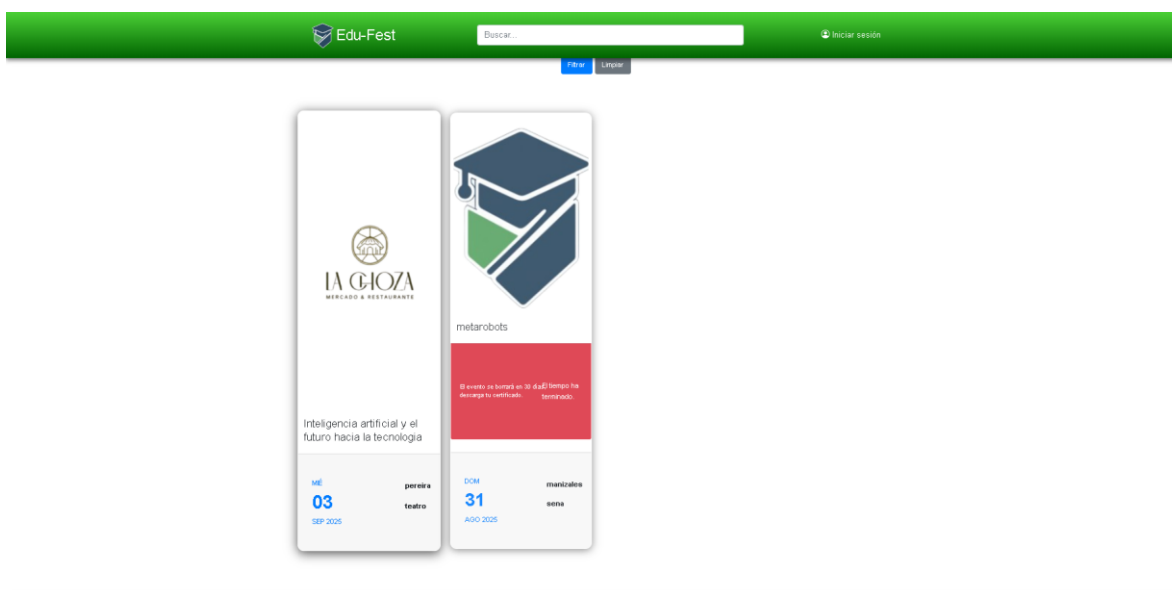 Edu-Fest
Buscar...
Iniciar sesión
Filtrar
Limpiar
LA CHOZA
MERCADO & RESTAURANTE
Inteligencia artificial y el
futuro hacia la tecnologia
MIÉ
03
SEP 2025
pereira
teatro
metarobots
El evento se borrará en 30 días
descarga tu certificado.
El tiempo ha
terminado.
DOM
31
AGO 2025
manizales
sena